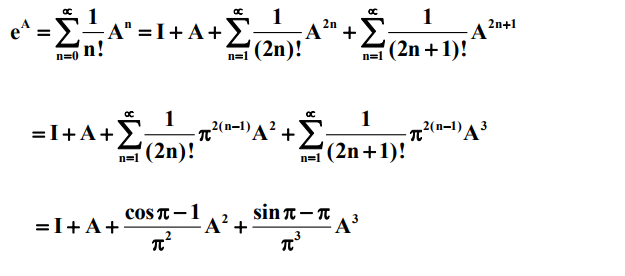 e^A = ∑_{n=0}^{∝} 1/n! A^n = I + A + ∑_{n=1}^{∝} 1/(2n)! A^{2n} + ∑_{n=1}^{∝} 1/(2n+1)! A^{2n+1}
= I + A + ∑_{n=1}^{∝} 1/(2n)! π^{2(n−1)} A^2 + ∑_{n=1}^{∝} 1/(2n+1)! π^{2(n−1)} A^3
= I + A + (cos π − 1)/π^2 A^2 + (sin π − π)/π^3 A^3